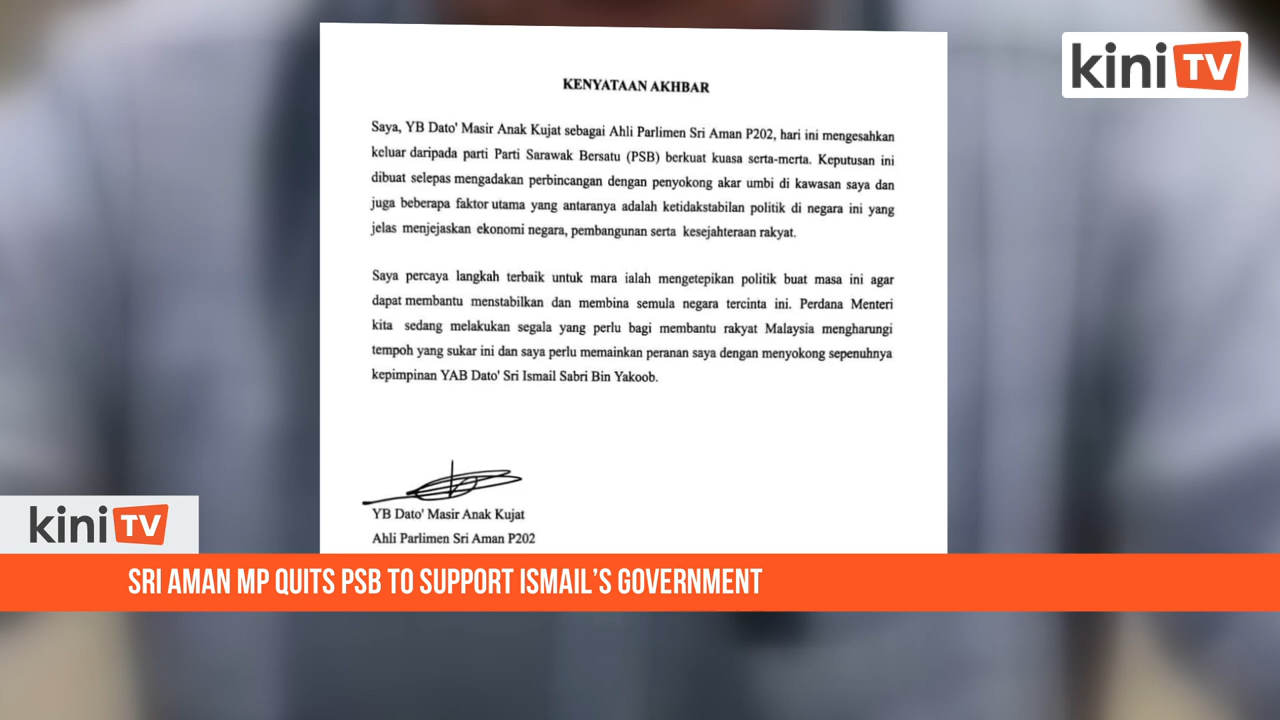 kini TV
KENYATAAN AKHBAR
Saya, YB Dato' Masir Anak Kujat sebagai Ahli Parlimen Sri Aman P202, hari ini mengesahkan
keluar daripada parti Parti Sarawak Bersatu (PSB) berkuat kuasa serta-merta. Keputusan ini
dibuat selepas mengadakan perbincangan dengan penyokong akar umbi di kawasan saya dan
juga beberapa faktor utama yang antaranya adalah ketidakstabilan politik di negara ini yang
jelas menjejaskan ekonomi negara, pembangunan serta kesejahteraan rakyat.
Saya percaya langkah terbaik untuk mara ialah mengetepikan politik buat masa ini agar
dapat membantu menstabilkan dan membina semula negara tercinta ini. Perdana Menteri
kita sedang melakukan segala yang perlu bagi membantu rakyat Malaysia mengharungi
tempoh yang sukar ini dan saya perlu memainkan peranan saya dengan menyokong sepenuhnya
kepimpinan YAB Dato' Sri Ismail Sabri Bin Yakoob.
YB Dato' Masir Anak Kujat
Ahli Parlimen Sri Aman P202
kini TV
SRI AMAN MP QUITS PSB TO SUPPORT ISMAIL'S GOVERNMENT